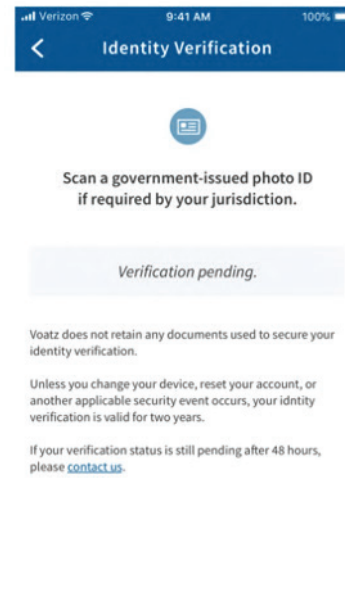 Verizon 9:41 AM 100%
Identity Verification
Scan a government-issued photo ID
if required by your jurisdiction.
Verification pending.
Voatz does not retain any documents used to secure your
identity verification.
Unless you change your device, reset your account, or
another applicable security event occurs, your idntity
verification is valid for two years.
If your verification status is still pending after 48 hours,
please contact us.